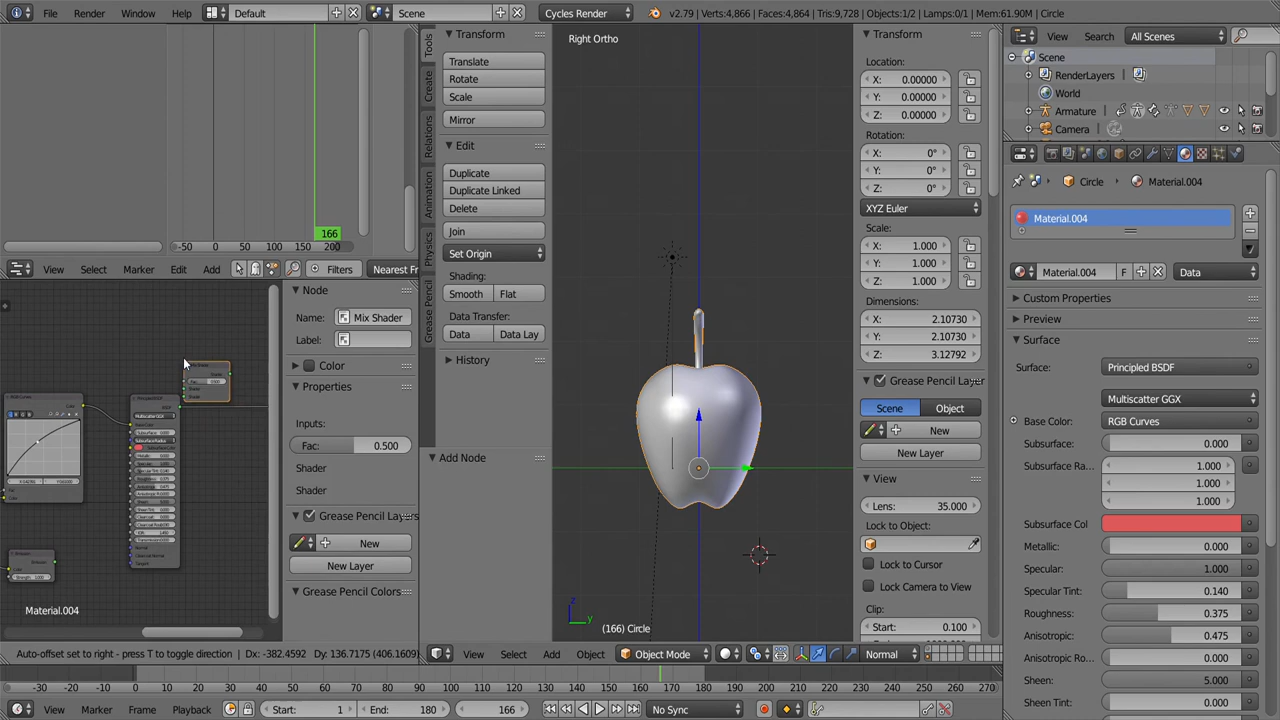 File Render Window Help Default Scene Cycles Render v2.79 | Verts:4,866 | Faces:4,864 | Tris:9,728 | Objects:1/2 | Lamps:0/1 | Mem:61.90M | Circle
-50 0 50 100 150 200
166
View Select Marker Edit Add Filters Nearest Fr
Node
Name: Mix Shader
Label:
Color
Properties
Inputs:
Fac: 0.500
Shader
Shader
Grease Pencil Layers
New
New Layer
Grease Pencil Colors
RGB Curves
Principled BSDF
Multiscatter GGX
Material.004
Auto-offset set to right - press T to toggle direction | Dx: -382.4592 Dy: 136.7175 (406.1609)
Tools
Create
Relations
Animation
Physics
Grease Pencil
Transform
Translate
Rotate
Scale
Mirror
Edit
Duplicate
Duplicate Linked
Delete
Join
Set Origin
Shading:
Smooth Flat
Data Transfer:
Data Data Lay
History
Add Node
Right Ortho
z
y
(166) Circle
View Select Add Object Object Mode Normal
Transform
Location:
X: 0.00000
Y: 0.00000
Z: 0.00000
Rotation:
X: 0°
Y: 0°
Z: 0°
XYZ Euler
Scale:
X: 1.000
Y: 1.000
Z: 1.000
Dimensions:
X: 2.10730
Y: 2.10730
Z: 3.12792
Grease Pencil Layer
Scene Object
New
New Layer
View
Lens: 35.000
Lock to Object:
Lock to Cursor
Lock Camera to View
Clip:
Start: 0.100
View Search All Scenes
Scene
RenderLayers
World
Armature
Camera
Circle Material.004
Material.004
Material.004 F Data
Custom Properties
Preview
Surface
Surface: Principled BSDF
Multiscatter GGX
Base Color: RGB Curves
Subsurface: 0.000
Subsurface Ra... 1.000
1.000
1.000
Subsurface Col
Metallic: 0.000
Specular: 1.000
Specular Tint: 0.140
Roughness: 0.375
Anisotropic: 0.475
Anisotropic Ro... 0.000
Sheen: 5.000
Sheen Tint: 0.000
-30 -20 -10 0 10 20 30 40 50 60 70 80 90 100 110 120 130 140 150 160 170 180 190 200 210 220 230 240 250 260 270
View Marker Frame Playback Start: 1 End: 180 166 No Sync